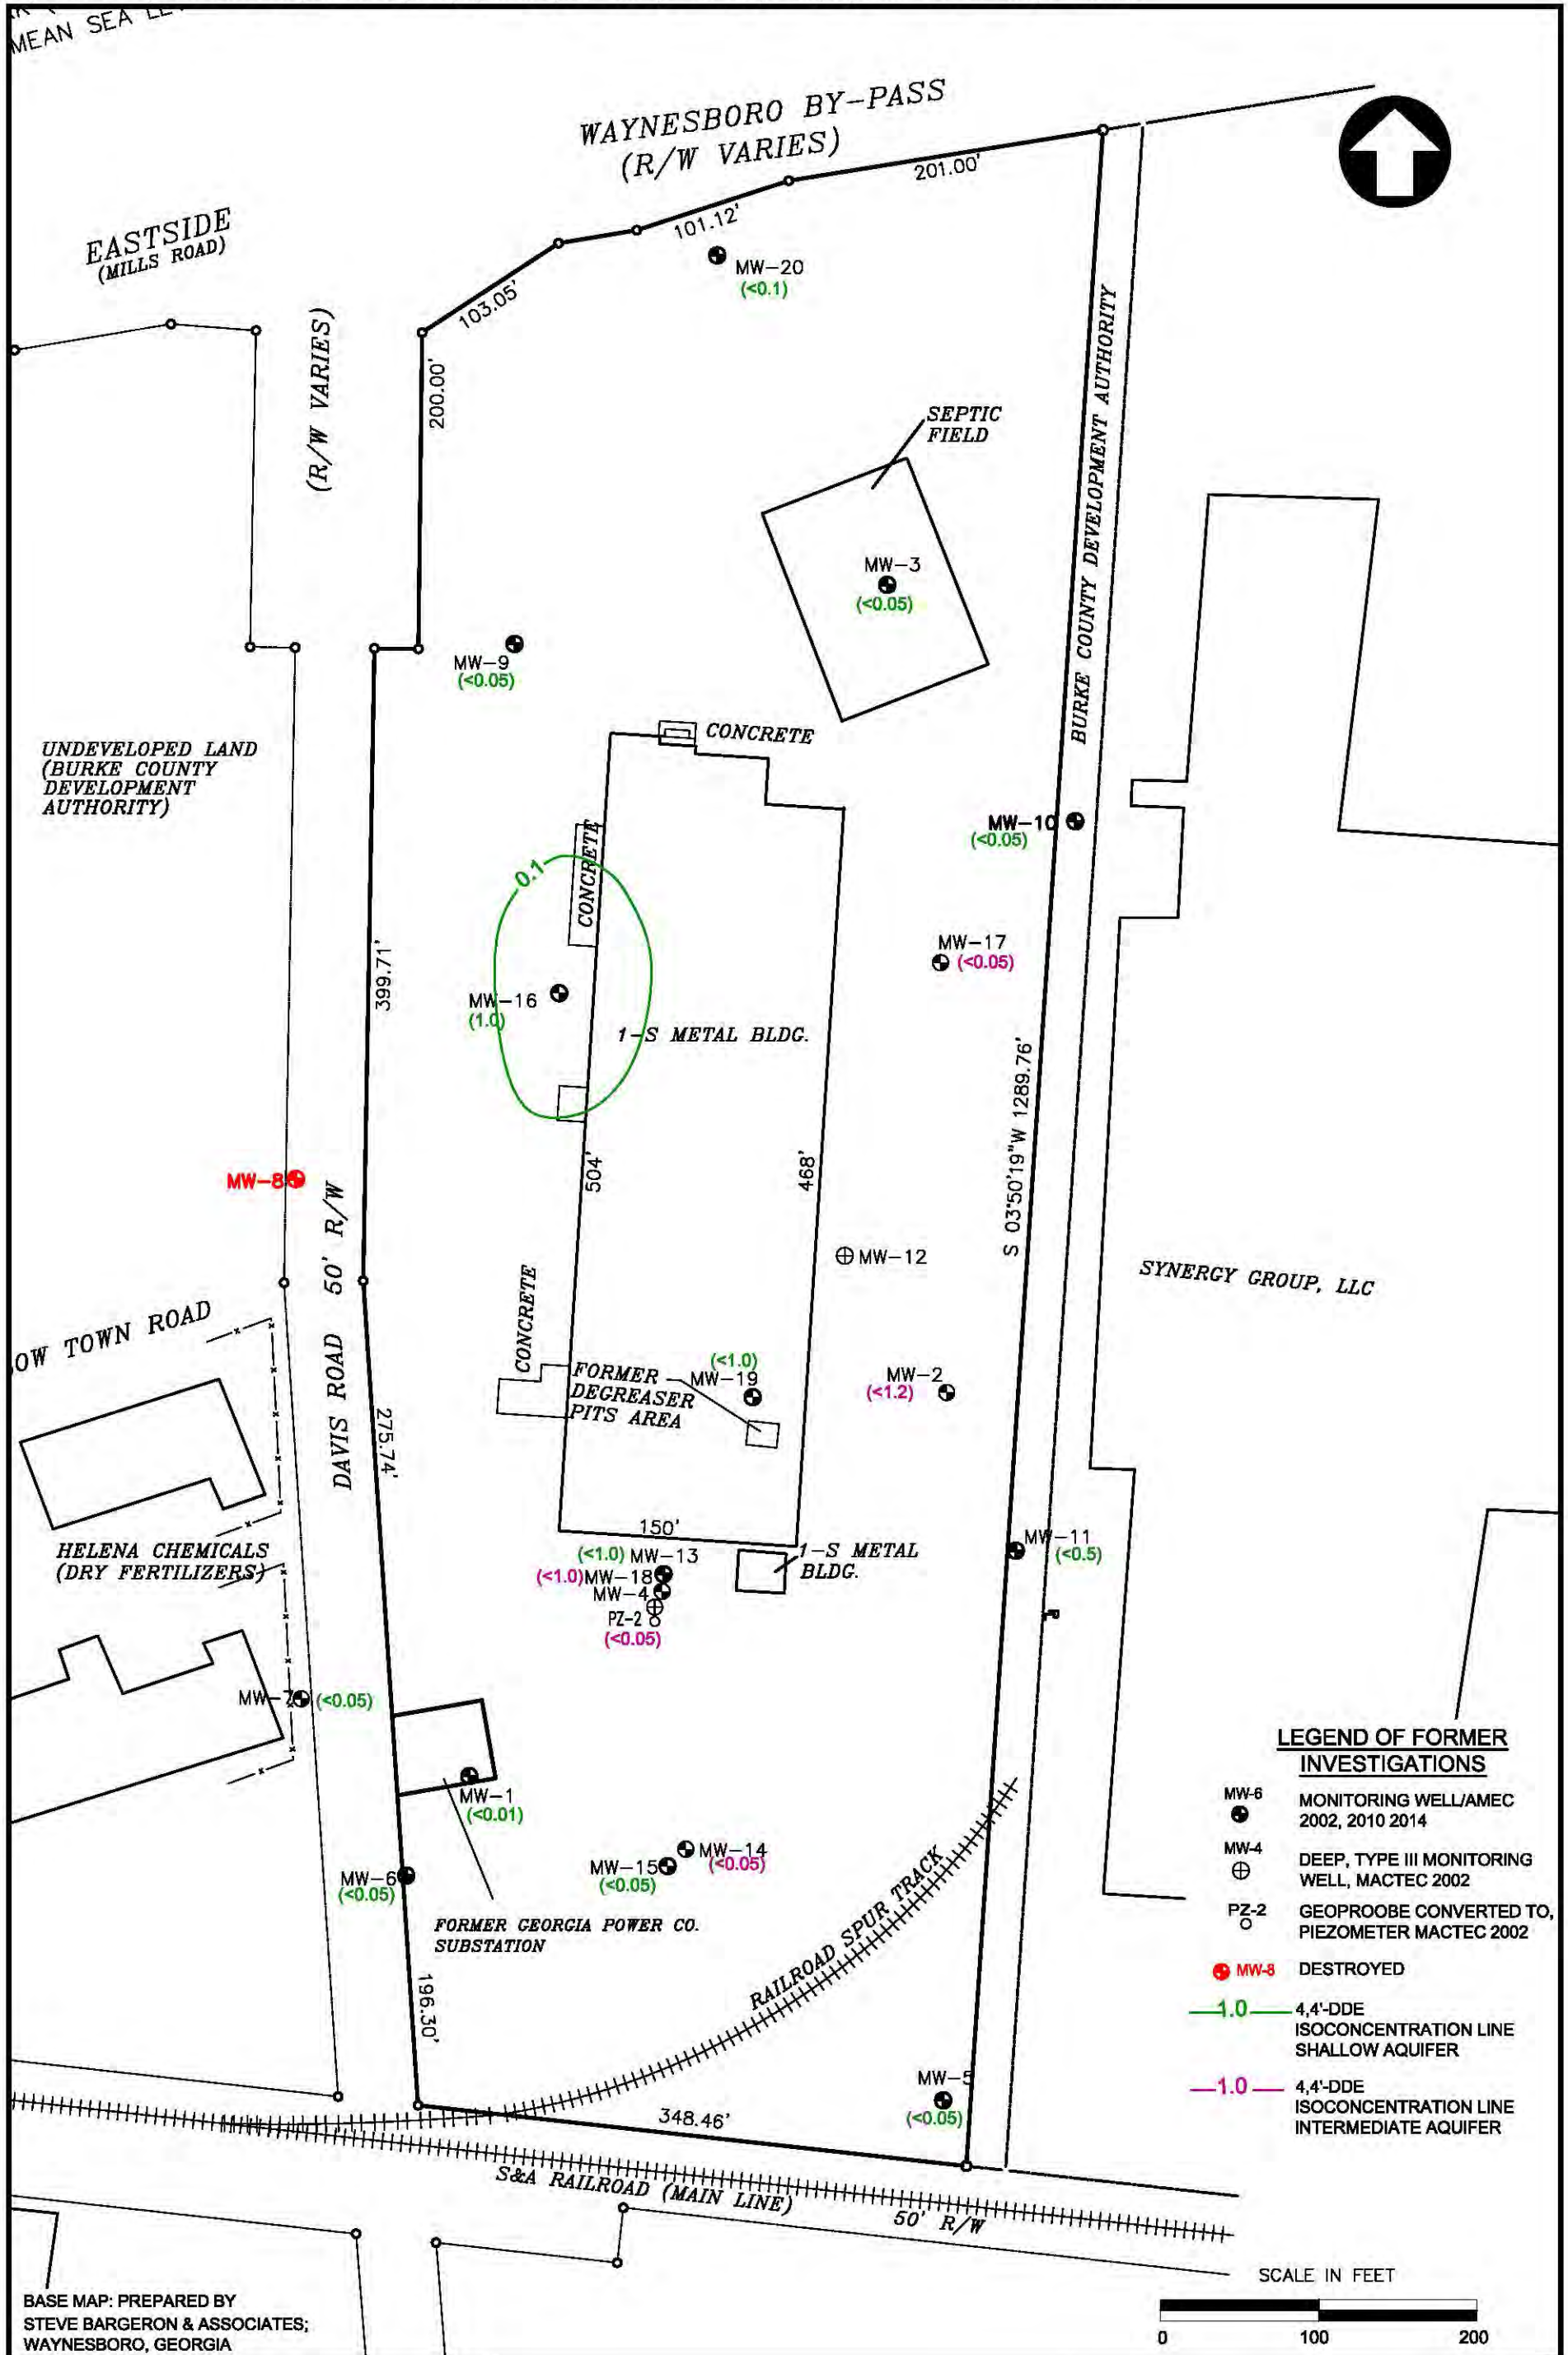 MEAN SEA
WAYNESBORO BY-PASS
(R/W VARIES)
201.00'
101.12'
MW-20
(<0.1)
EASTSIDE
(MILLS ROAD)
103.05'
(R/W VARIES)
200.00'
SEPTIC
FIELD
BURKE COUNTY DEVELOPMENT AUTHORITY
MW-3
(<0.05)
MW-9
(<0.05)
CONCRETE
UNDEVELOPED LAND
(BURKE COUNTY
DEVELOPMENT
AUTHORITY)
MW-10
(<0.05)
CONCRETE
0.1
MW-17
(<0.05)
399.71'
MW-16
(1.0)
1-S METAL BLDG.
S 03°50'19"W 1289.76'
MW-8
504'
468'
DAVIS ROAD 50' R/W
MW-12
SYNERGY GROUP, LLC
OW TOWN ROAD
CONCRETE
(<1.0)
MW-19
FORMER
DEGREASER
PITS AREA
MW-2
(<1.2)
275.74'
150'
HELENA CHEMICALS
(DRY FERTILIZERS)
(<1.0) MW-13
(<1.0)MW-18
MW-4
PZ-2
(<0.05)
1-S METAL
BLDG.
MW-11
(<0.5)
MW-7 (<0.05)
MW-1
(<0.01)
MW-6
(<0.05)
MW-14
(<0.05)
MW-15
(<0.05)
FORMER GEORGIA POWER CO.
SUBSTATION
RAILROAD SPUR TRACK
196.30'
MW-5
(<0.05)
348.46'
S&A RAILROAD (MAIN LINE)
50' R/W
LEGEND OF FORMER
INVESTIGATIONS
MW-6
MONITORING WELL/AMEC
2002, 2010 2014
MW-4
DEEP, TYPE III MONITORING
WELL, MACTEC 2002
PZ-2
GEOPROOBE CONVERTED TO,
PIEZOMETER MACTEC 2002
MW-8 DESTROYED
1.0 4,4'-DDE
ISOCONCENTRATION LINE
SHALLOW AQUIFER
1.0 4,4'-DDE
ISOCONCENTRATION LINE
INTERMEDIATE AQUIFER
SCALE IN FEET
0 100 200
BASE MAP: PREPARED BY
STEVE BARGERON & ASSOCIATES;
WAYNESBORO, GEORGIA